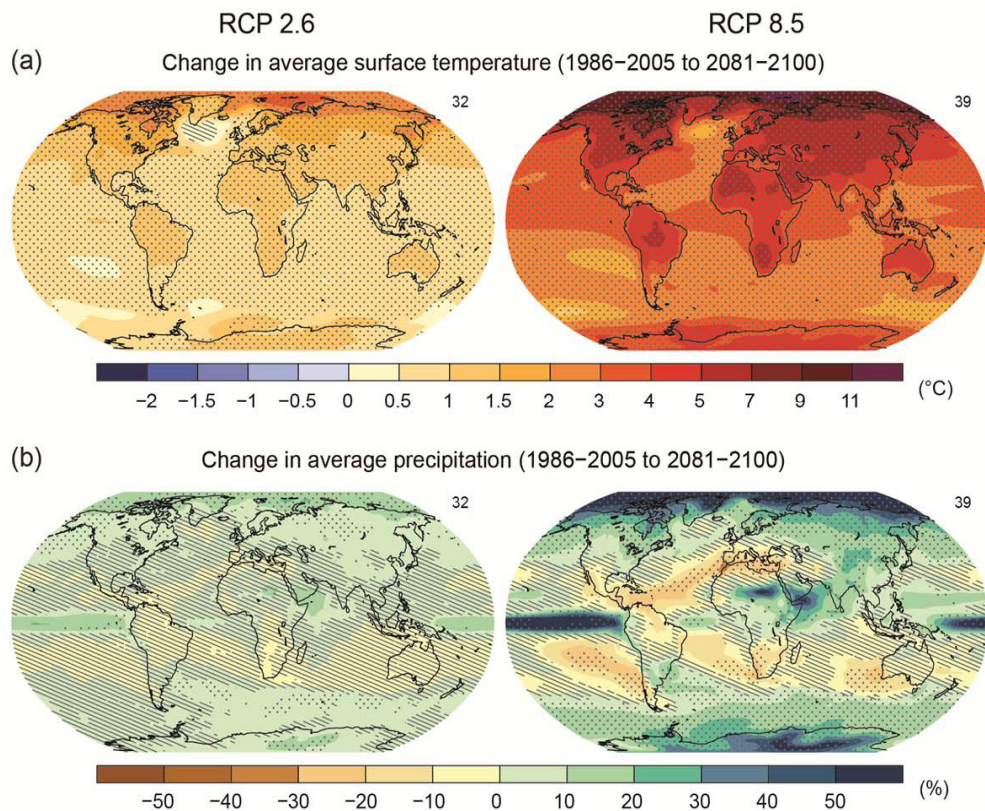 RCP 2.6 RCP 8.5
(a) Change in average surface temperature (1986−2005 to 2081−2100)
32 39
−2 −1.5 −1 −0.5 0 0.5 1 1.5 2 3 4 5 7 9 11 (°C)
(b) Change in average precipitation (1986−2005 to 2081−2100)
32 39
−50 −40 −30 −20 −10 0 10 20 30 40 50 (%)